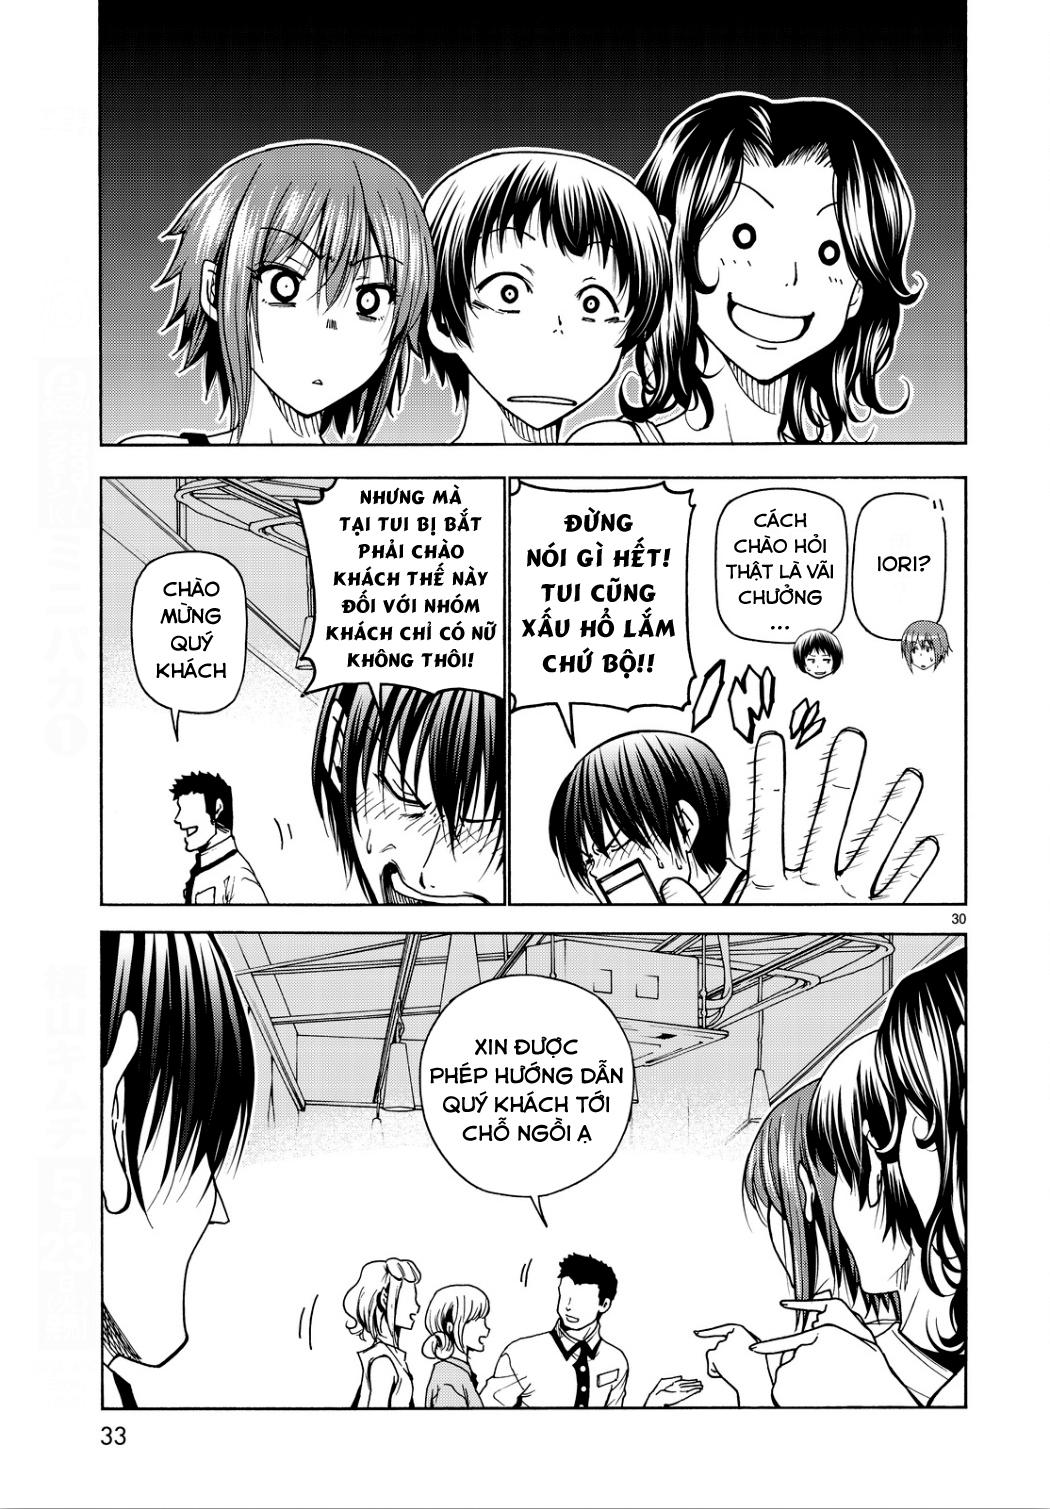 IORI?
CÁCH
CHÀO HỎI
THẬT LÀ VÃI
CHƯỞNG
...
ĐỪNG
NÓI GÌ HẾT!
TUI CŨNG
XẤU HỔ LẮM
CHỨ BỘ!!
NHƯNG MÀ
TẠI TUI BỊ BẮT
PHẢI CHÀO
KHÁCH THẾ NÀY
ĐỐI VỚI NHÓM
KHÁCH CHỈ CÓ NỮ
KHÔNG THÔI!
CHÀO
MỪNG
QUÝ
KHÁCH
30
XIN ĐƯỢC
PHÉP HƯỚNG DẪN
QUÝ KHÁCH TỚI
CHỖ NGỒI Ạ
33